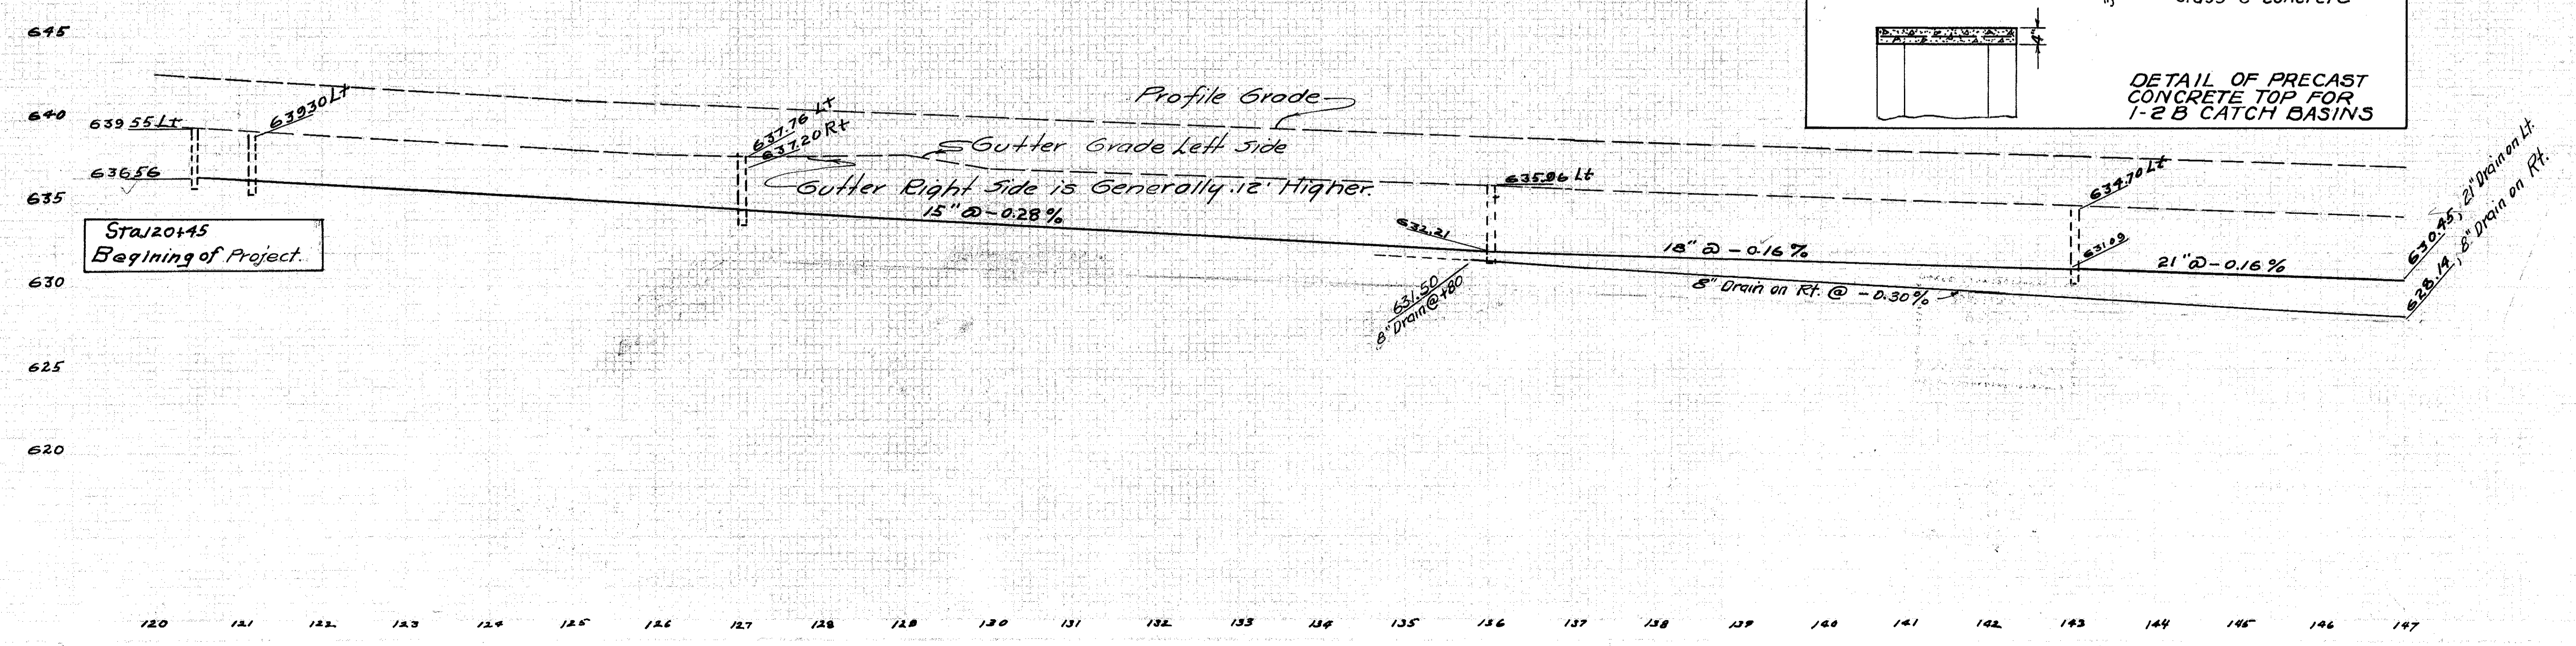 Class C Concrete
4"
DETAIL OF PRECAST
CONCRETE TOP FOR
1-2B CATCH BASINS
645
640
635
630
625
620
639 55 Lt
639 30 Lt
636 56
Sta 120+45
Begining of Project.
637.76 Lt
637.20 Rt
Profile Grade
Gutter Grade Left Side
Gutter Right Side is Generally .12' Higher.
15" @ -0.28 %
635.96 Lt
632.21
631.50
8" Drain @ +80
18" @ -0.16 %
8" Drain on Rt. @ -0.30%
634.70 Lt
631 09
21" @ -0.16 %
630.45, 21" Drain on Lt.
628.14, 8" Drain on Rt.
120 121 122 123 124 125 126 127 128 129 130 131 132 133 134 135 136 137 138 139 140 141 142 143 144 145 146 147